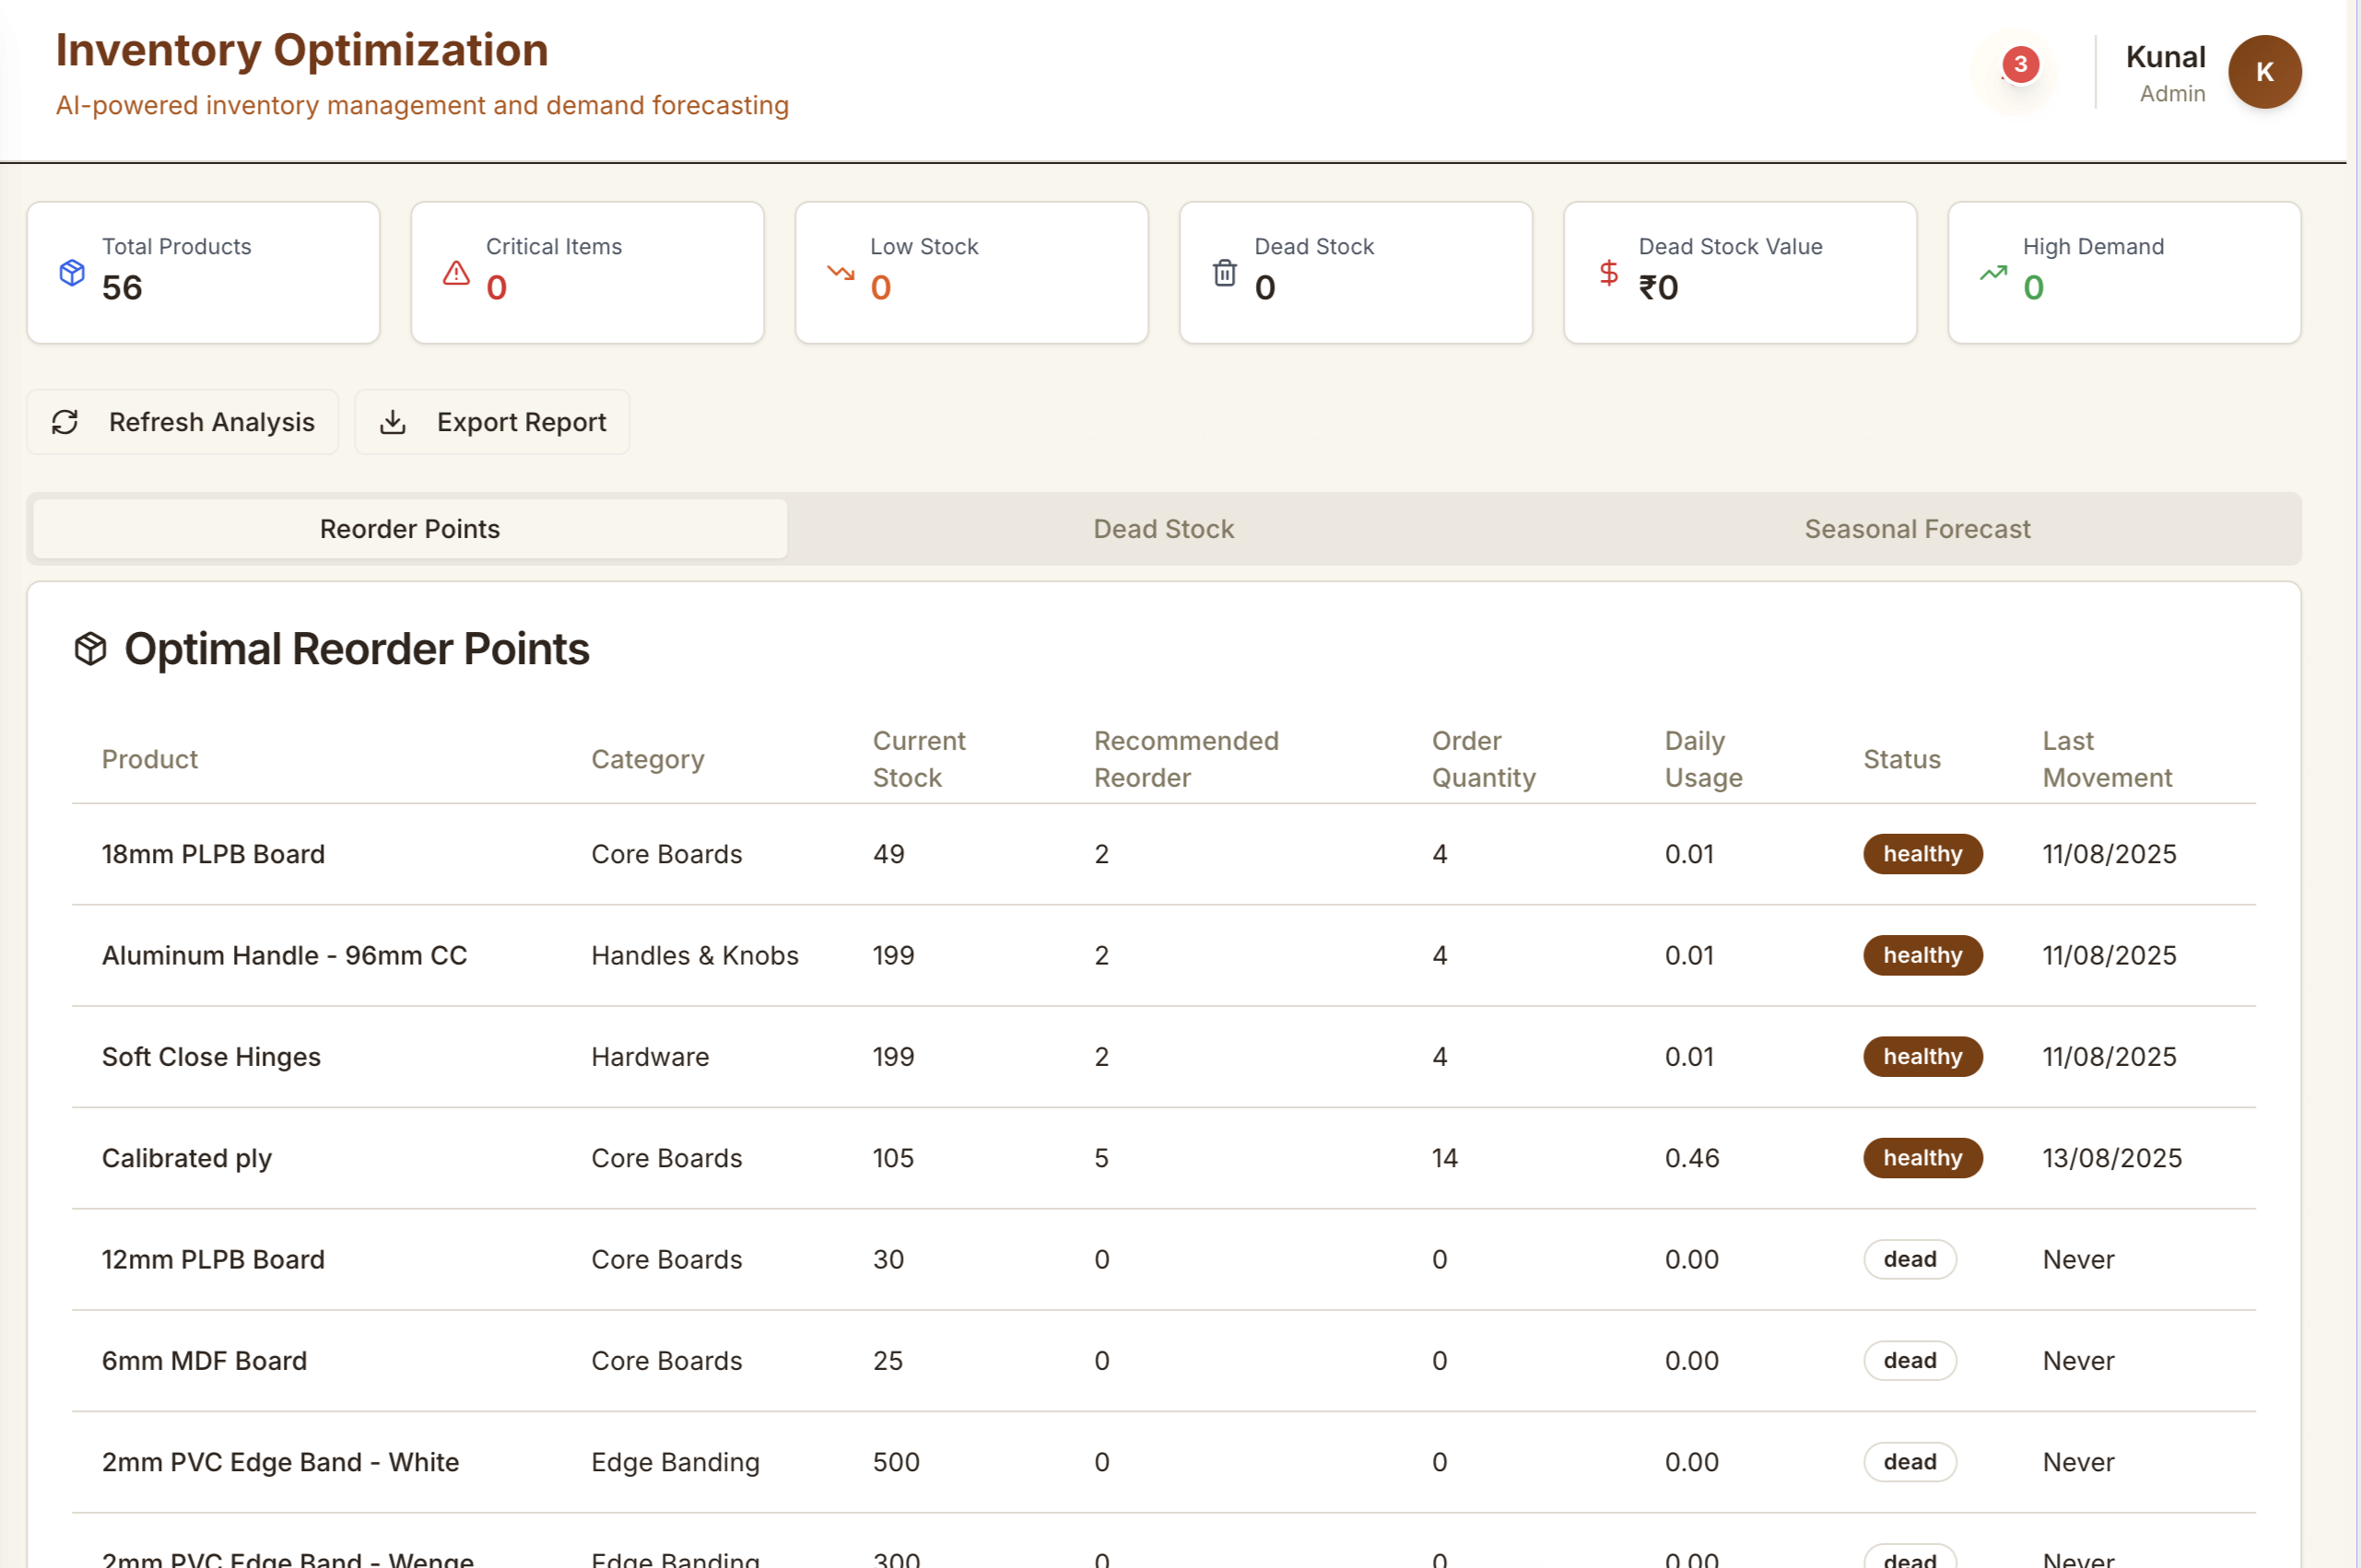 Inventory Optimization
AI-powered inventory management and demand forecasting
3
Kunal
Admin
K
Total Products
56
Critical Items
0
Low Stock
0
Dead Stock
0
Dead Stock Value
₹0
High Demand
0
Refresh Analysis
Export Report
Reorder Points
Dead Stock
Seasonal Forecast
Optimal Reorder Points
Product Category Current Stock Recommended Reorder Order Quantity Daily Usage Status Last Movement
18mm PLPB Board Core Boards 49 2 4 0.01 healthy 11/08/2025
Aluminum Handle - 96mm CC Handles & Knobs 199 2 4 0.01 healthy 11/08/2025
Soft Close Hinges Hardware 199 2 4 0.01 healthy 11/08/2025
Calibrated ply Core Boards 105 5 14 0.46 healthy 13/08/2025
12mm PLPB Board Core Boards 30 0 0 0.00 dead Never
6mm MDF Board Core Boards 25 0 0 0.00 dead Never
2mm PVC Edge Band - White Edge Banding 500 0 0 0.00 dead Never
2mm PVC Edge Band - Wenge Edge Banding 300 0 0 0.00 dead Never